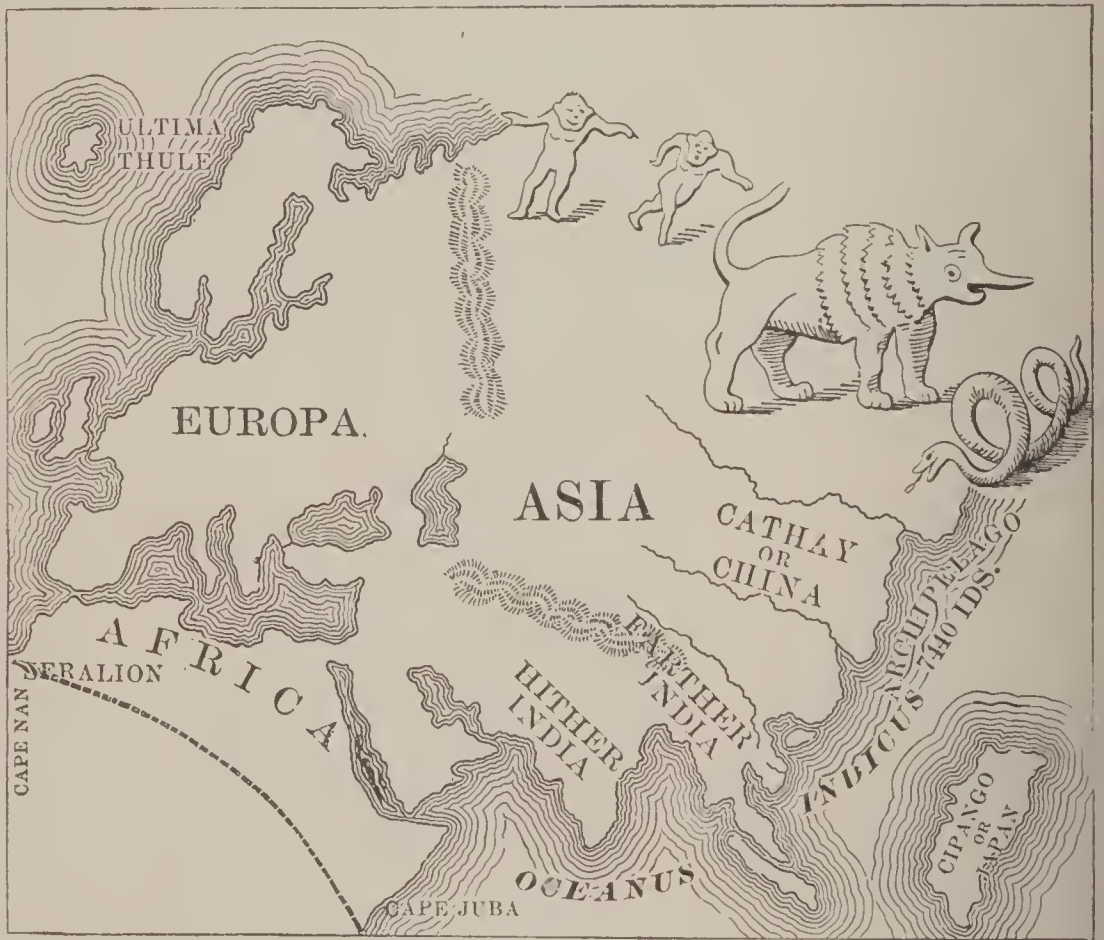 ULTIMA
THULE
EUROPA.
ASIA
CATHAY
OR
CHINA
ARCHIPELAGO
INDICUS 7440 IDS.
AFRICA
CAPE NAN
HITHER
INDIA
FARTHER
INDIA
CIPANGO
OR
JAPAN
OCEANUS
CAPE JUBA